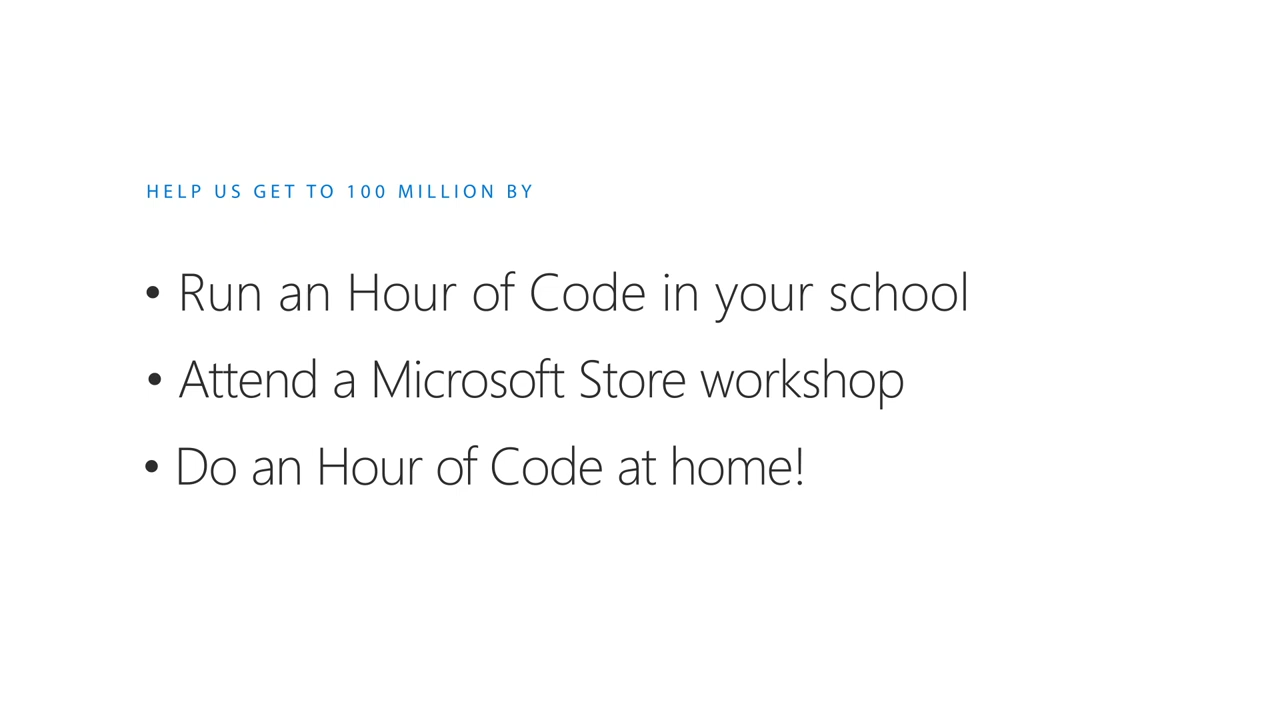 HELP US GET TO 100 MILLION BY
• Run an Hour of Code in your school
• Attend a Microsoft Store workshop
• Do an Hour of Code at home!